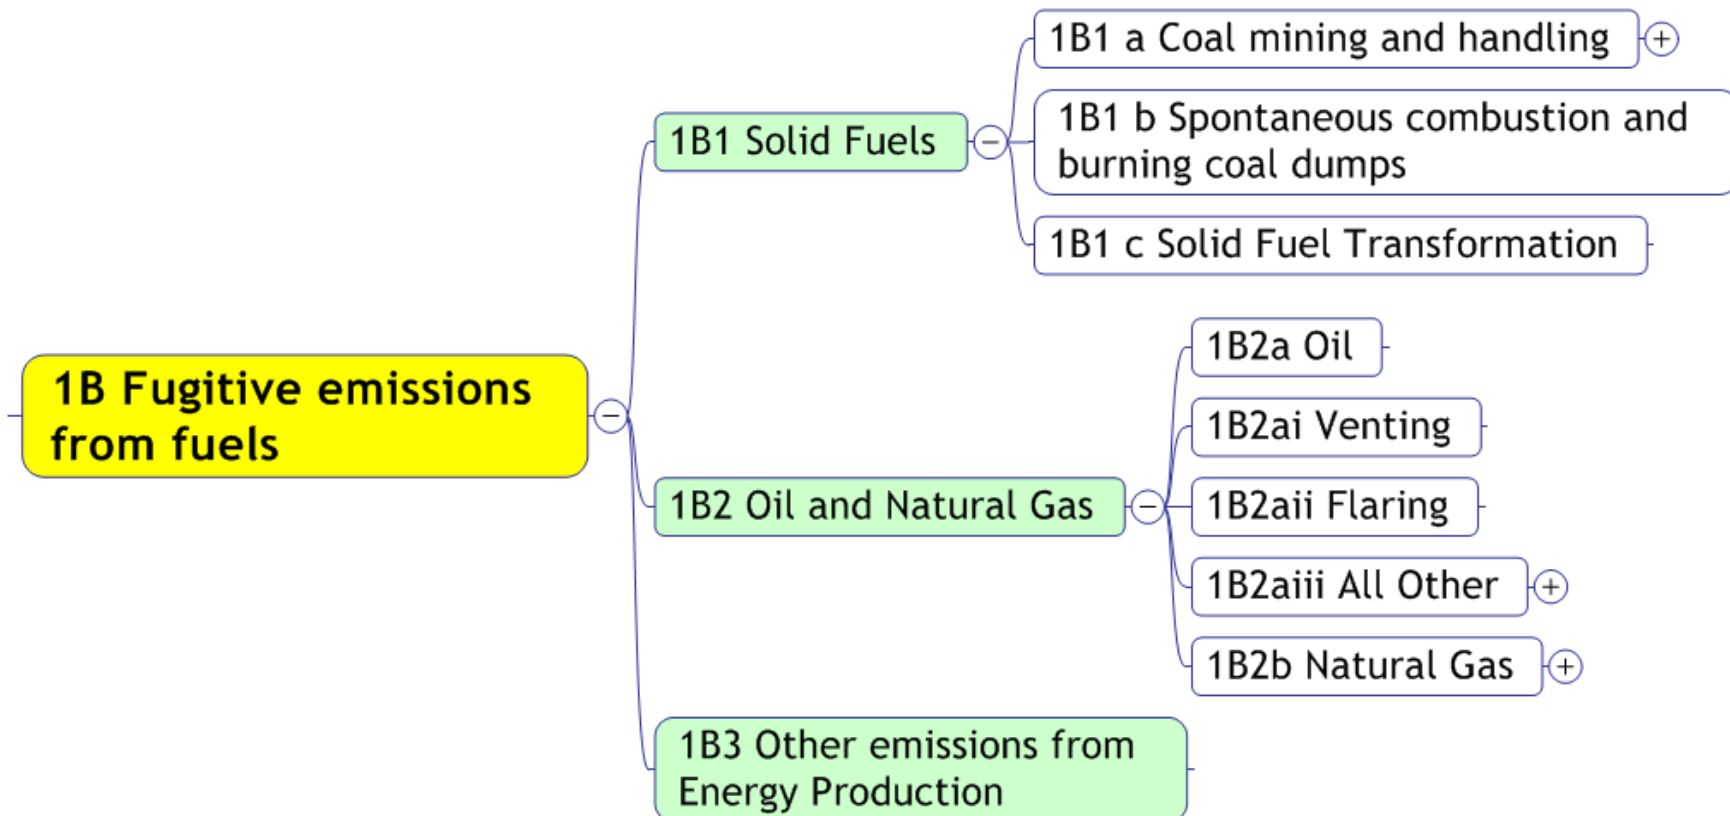 1B1 a Coal mining and handling
1B1 b Spontaneous combustion and
burning coal dumps
1B1 Solid Fuels
1B1 c Solid Fuel Transformation
1B Fugitive emissions
from fuels
1B2a Oil
1B2ai Venting
1B2 Oil and Natural Gas
1B2aii Flaring
1B2aiii All Other
1B2b Natural Gas
1B3 Other emissions from
Energy Production